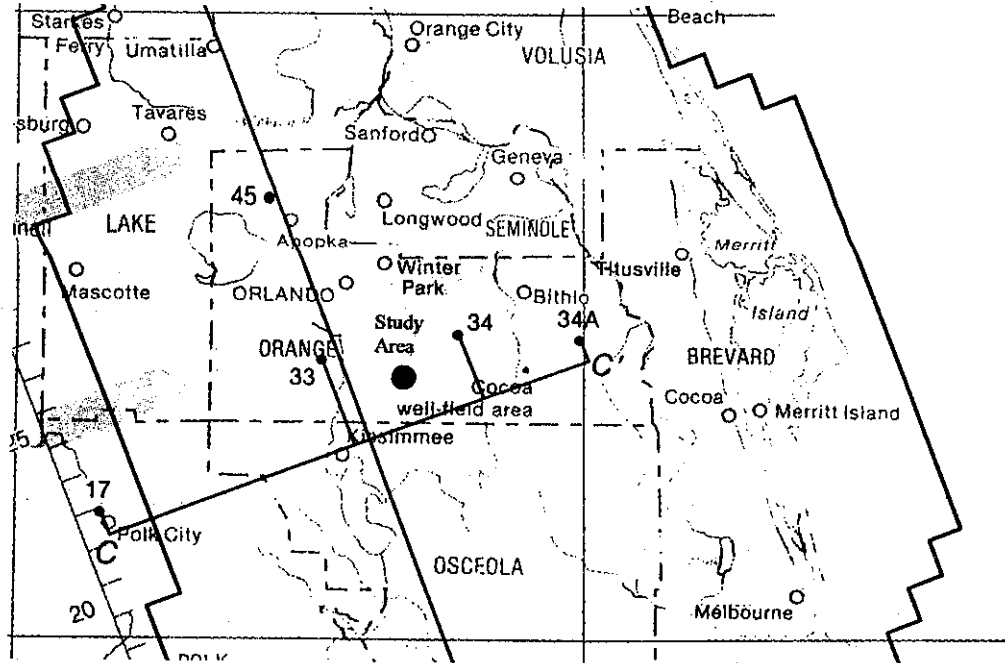 Beach
Starkes
Ferry
Umatilla
Orange City
VOLUSIA
sburg
Tavares
Sanford
Geneva
45
LAKE
Apopka
Longwood
SEMINOLE
Merritt
Island
Titusville
Mascotte
Winter
Park
ORLANDO
Bithlo
Study
Area
34
34A
ORANGE
33
C'
BREVARD
Cocoa
well-field area
Cocoa
Merritt Island
Kissimmee
17
Polk City
C
OSCEOLA
20
Melbourne
POLK